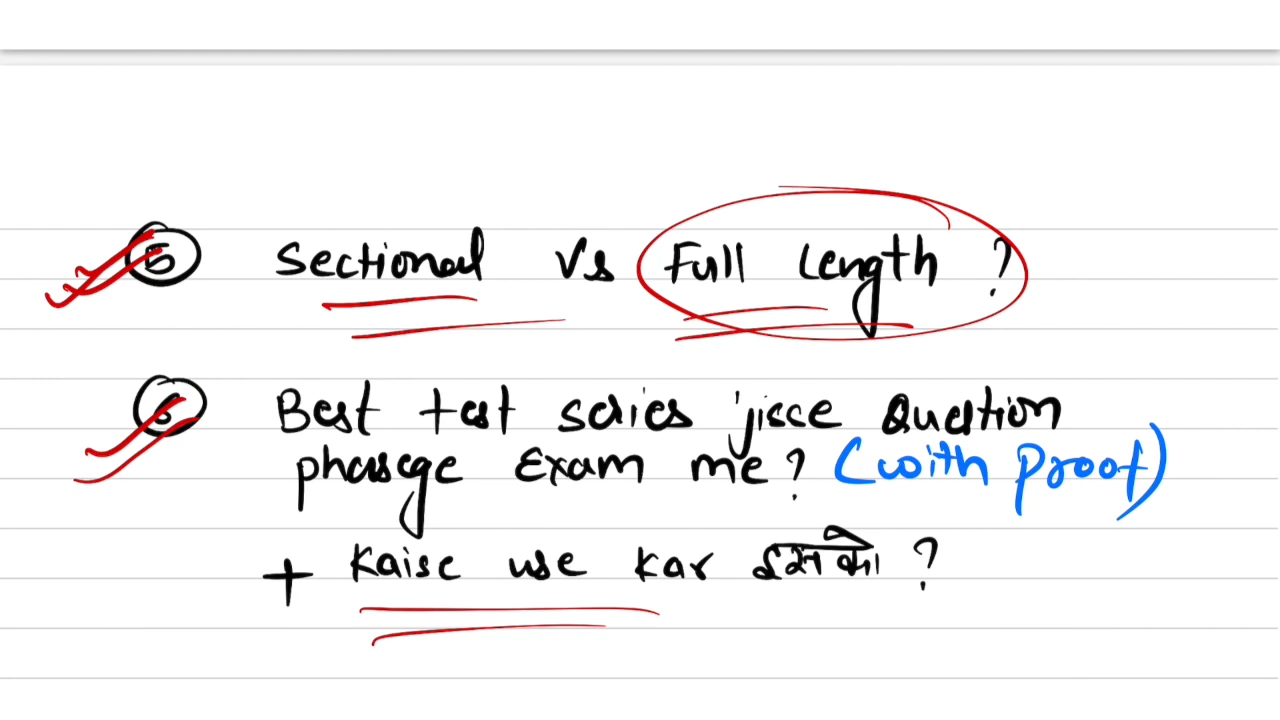 5 Sectional Vs Full Length ?
6 Best test series jisse Question
phasege Exam me? (with proof)
+ Kaise use kar इसका ?